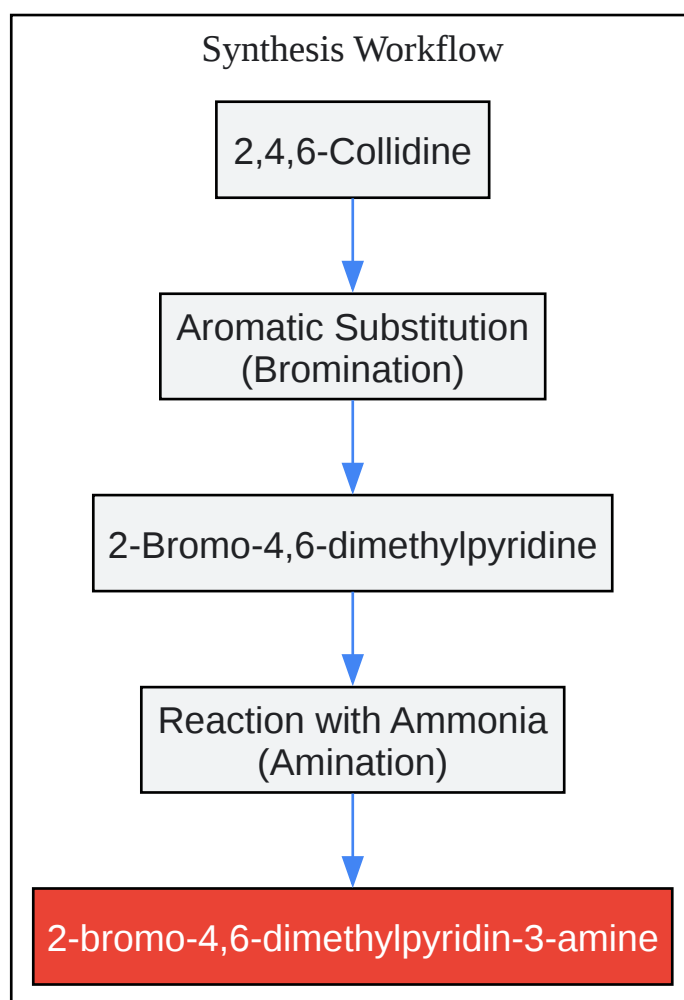 Synthesis Workflow
2,4,6-Collidine
Aromatic Substitution
(Bromination)
2-Bromo-4,6-dimethylpyridine
Reaction with Ammonia
(Amination)
2-bromo-4,6-dimethylpyridin-3-amine